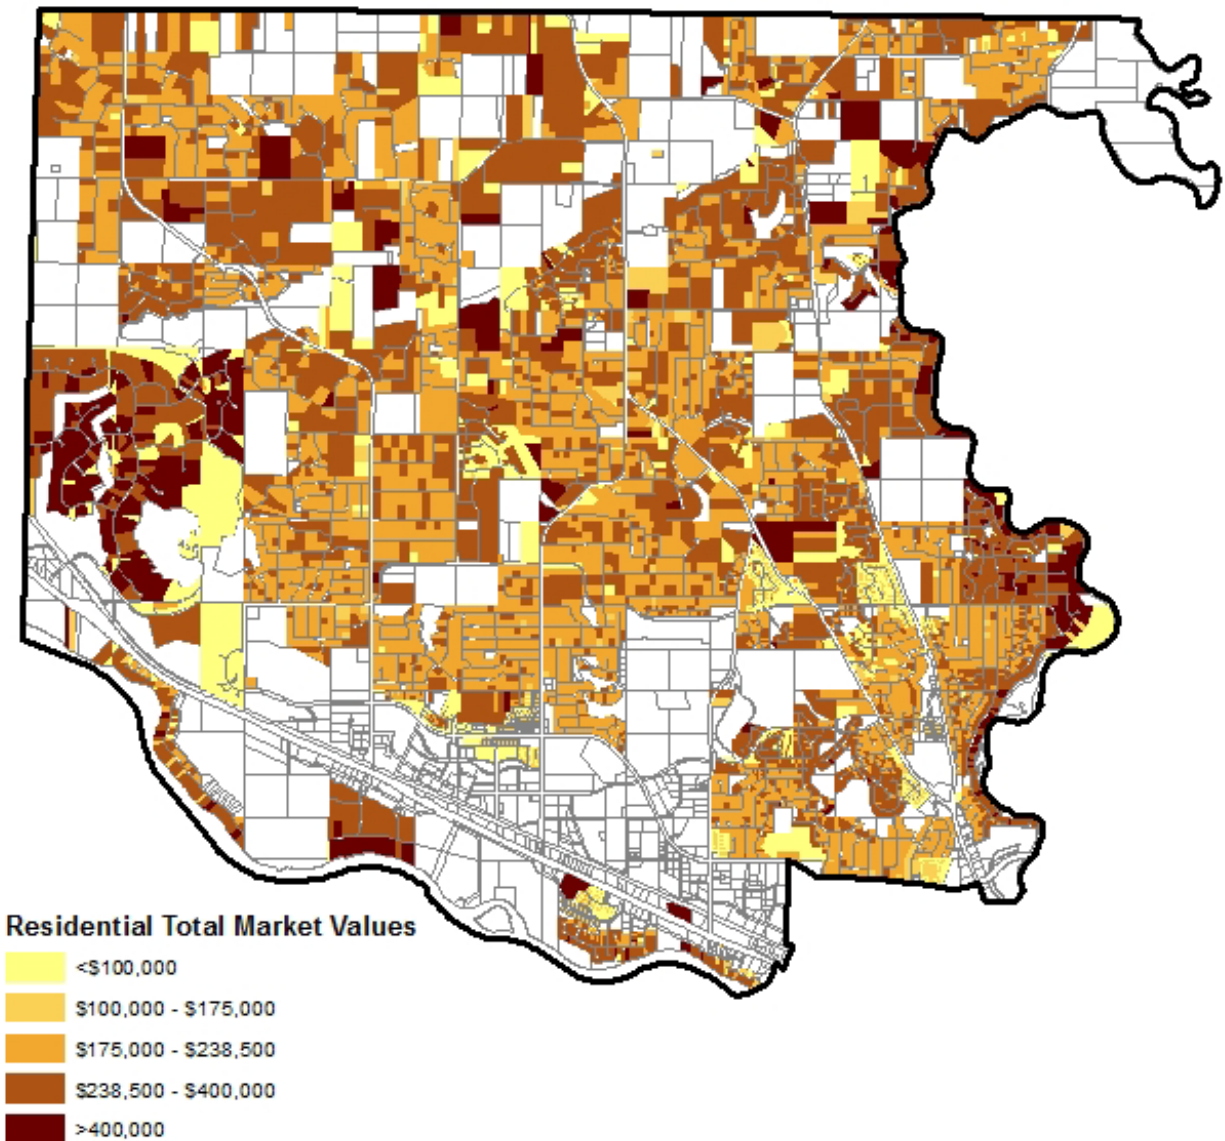 Residential Total Market Values
<$100,000
$100,000 - $175,000
$175,000 - $238,500
$238,500 - $400,000
>400,000